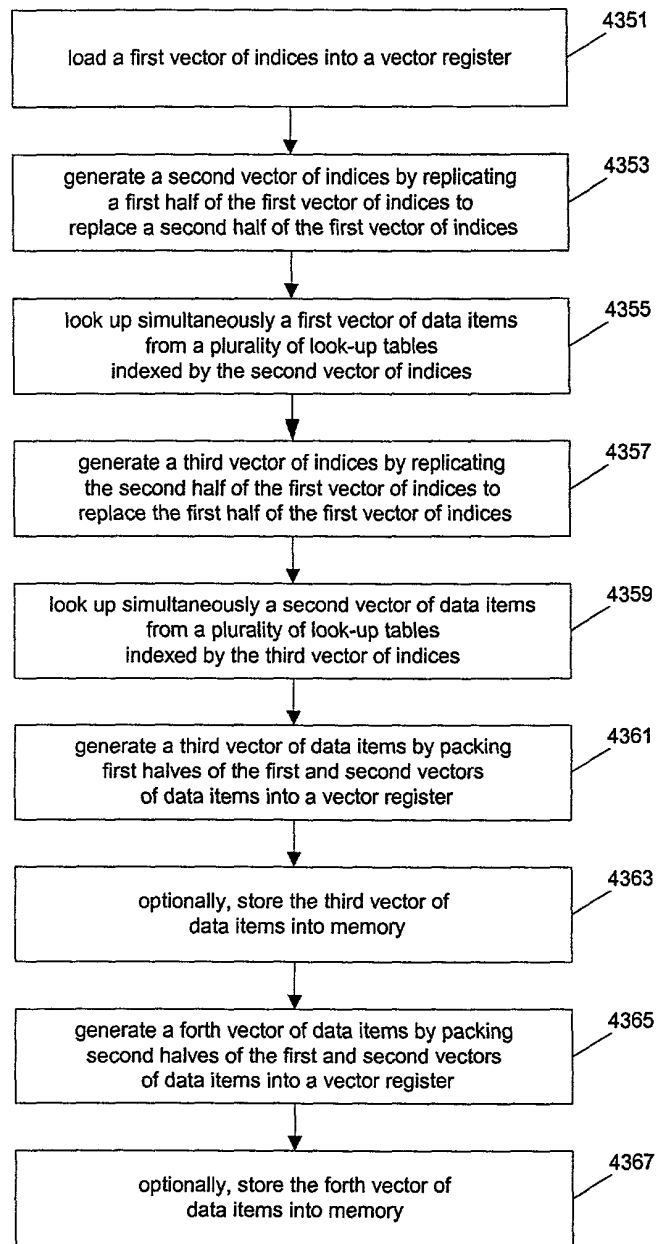 4351
load a first vector of indices into a vector register
4353
generate a second vector of indices by replicating
a first half of the first vector of indices to
replace a second half of the first vector of indices
4355
look up simultaneously a first vector of data items
from a plurality of look-up tables
indexed by the second vector of indices
4357
generate a third vector of indices by replicating
the second half of the first vector of indices to
replace the first half of the first vector of indices
4359
look up simultaneously a second vector of data items
from a plurality of look-up tables
indexed by the third vector of indices
4361
generate a third vector of data items by packing
first halves of the first and second vectors
of data items into a vector register
4363
optionally, store the third vector of
data items into memory
4365
generate a forth vector of data items by packing
second halves of the first and second vectors
of data items into a vector register
4367
optionally, store the forth vector of
data items into memory